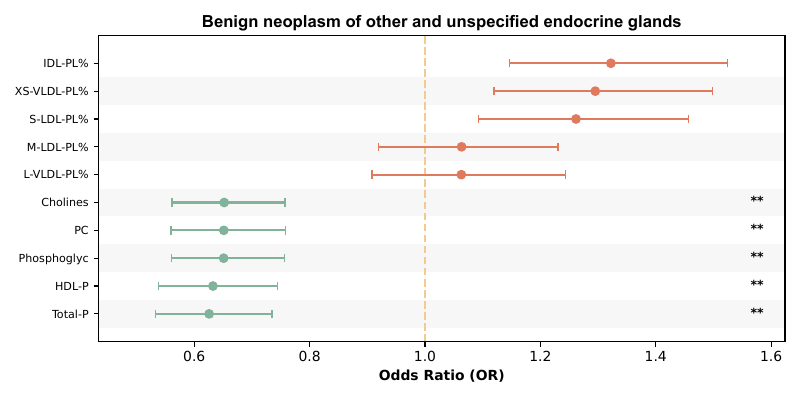 Benign neoplasm of other and unspecified endocrine glands
IDL-PL%
XS-VLDL-PL%
S-LDL-PL%
M-LDL-PL%
L-VLDL-PL%
Cholines **
PC **
Phosphoglyc **
HDL-P **
Total-P **
0.6 0.8 1.0 1.2 1.4 1.6
Odds Ratio (OR)